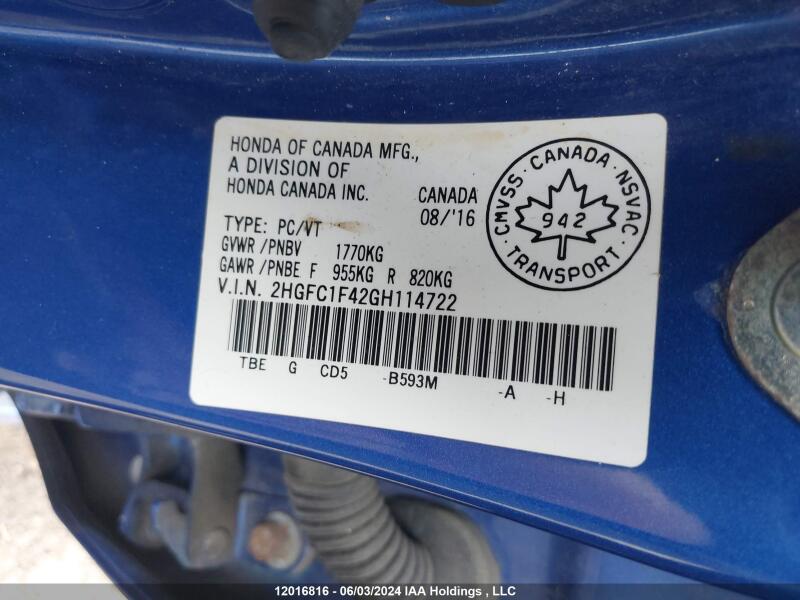 HONDA OF CANADA MFG.,
A DIVISION OF
HONDA CANADA INC.
CANADA
08/'16
CMVSS · CANADA · NSVAC
942
TRANSPORT
TYPE: PC/VT
GVWR /PNBV 1770KG
GAWR /PNBE F 955KG R 820KG
V.I.N. 2HGFC1F42GH114722
TBE G CD5 -B593M -A -H
12016816 - 06/03/2024 IAA Holdings , LLC